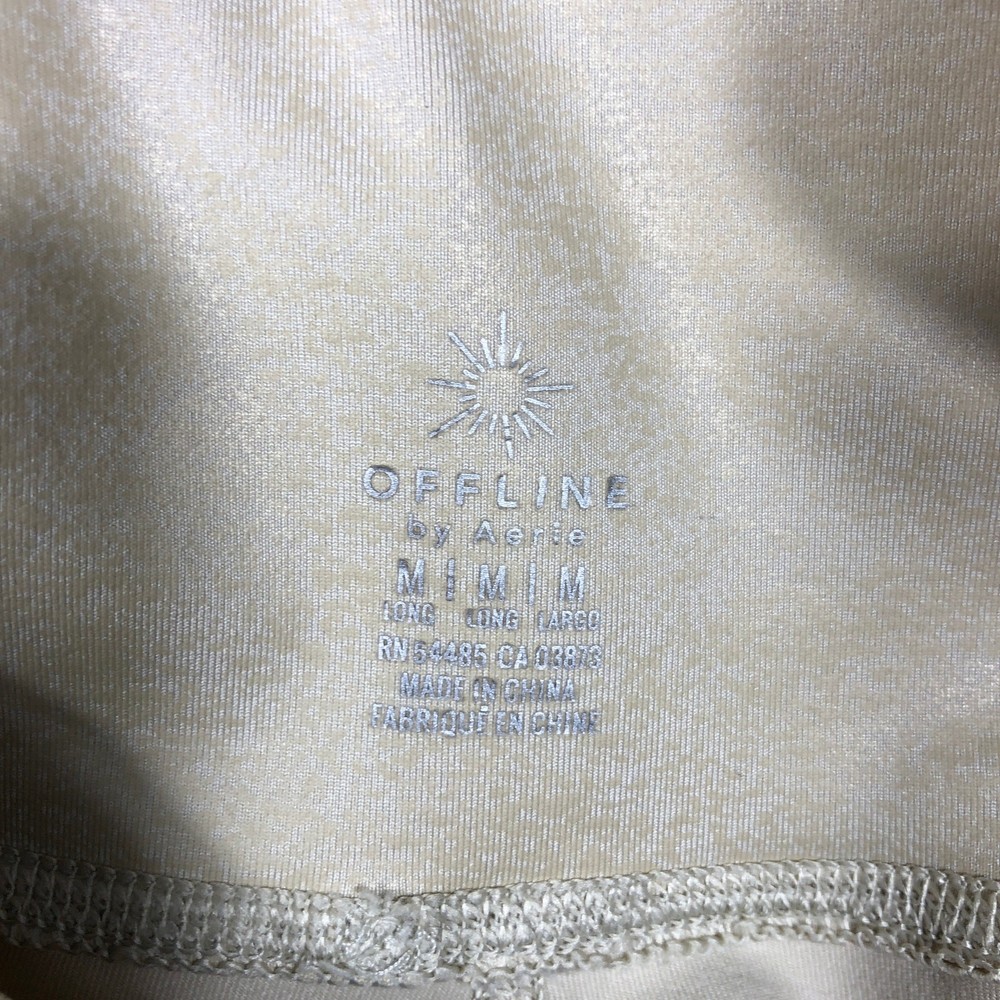 OFFLINE
by Aerie
M | M | M
LONG LONG LARGO
RN 54485 CA 03873
MADE IN CHINA
FABRIQUÉ EN CHINE